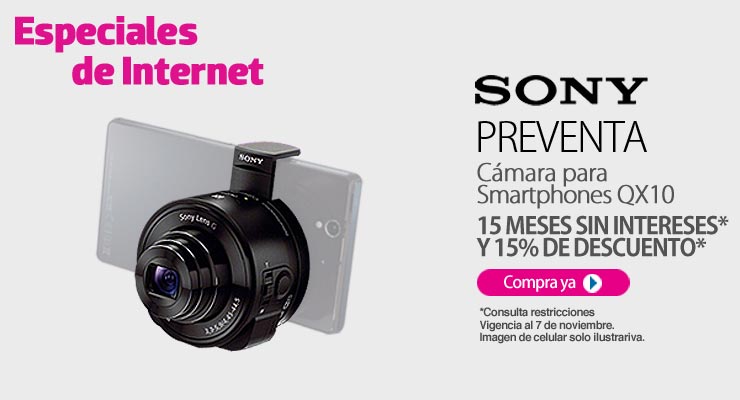 Especiales
de Internet
SONY
PREVENTA
Cámara para
Smartphones QX10
15 MESES SIN INTERESES*
Y 15% DE DESCUENTO*
Compra ya
*Consulta restricciones
Vigencia al 7 de noviembre.
Imagen de celular solo ilustrariva.
SONY
Sony Lens G